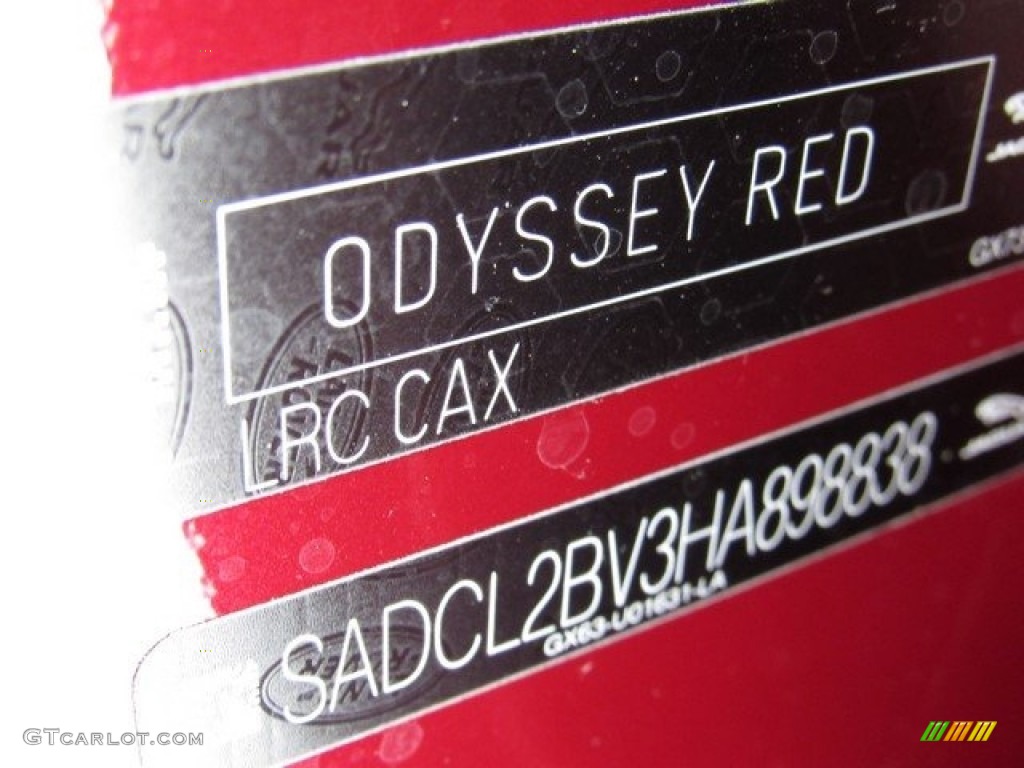 ODYSSEY RED
LRC CAX
SADCL2BV3HA898838
GX63-U01631-LA
GTCARLOT.COM